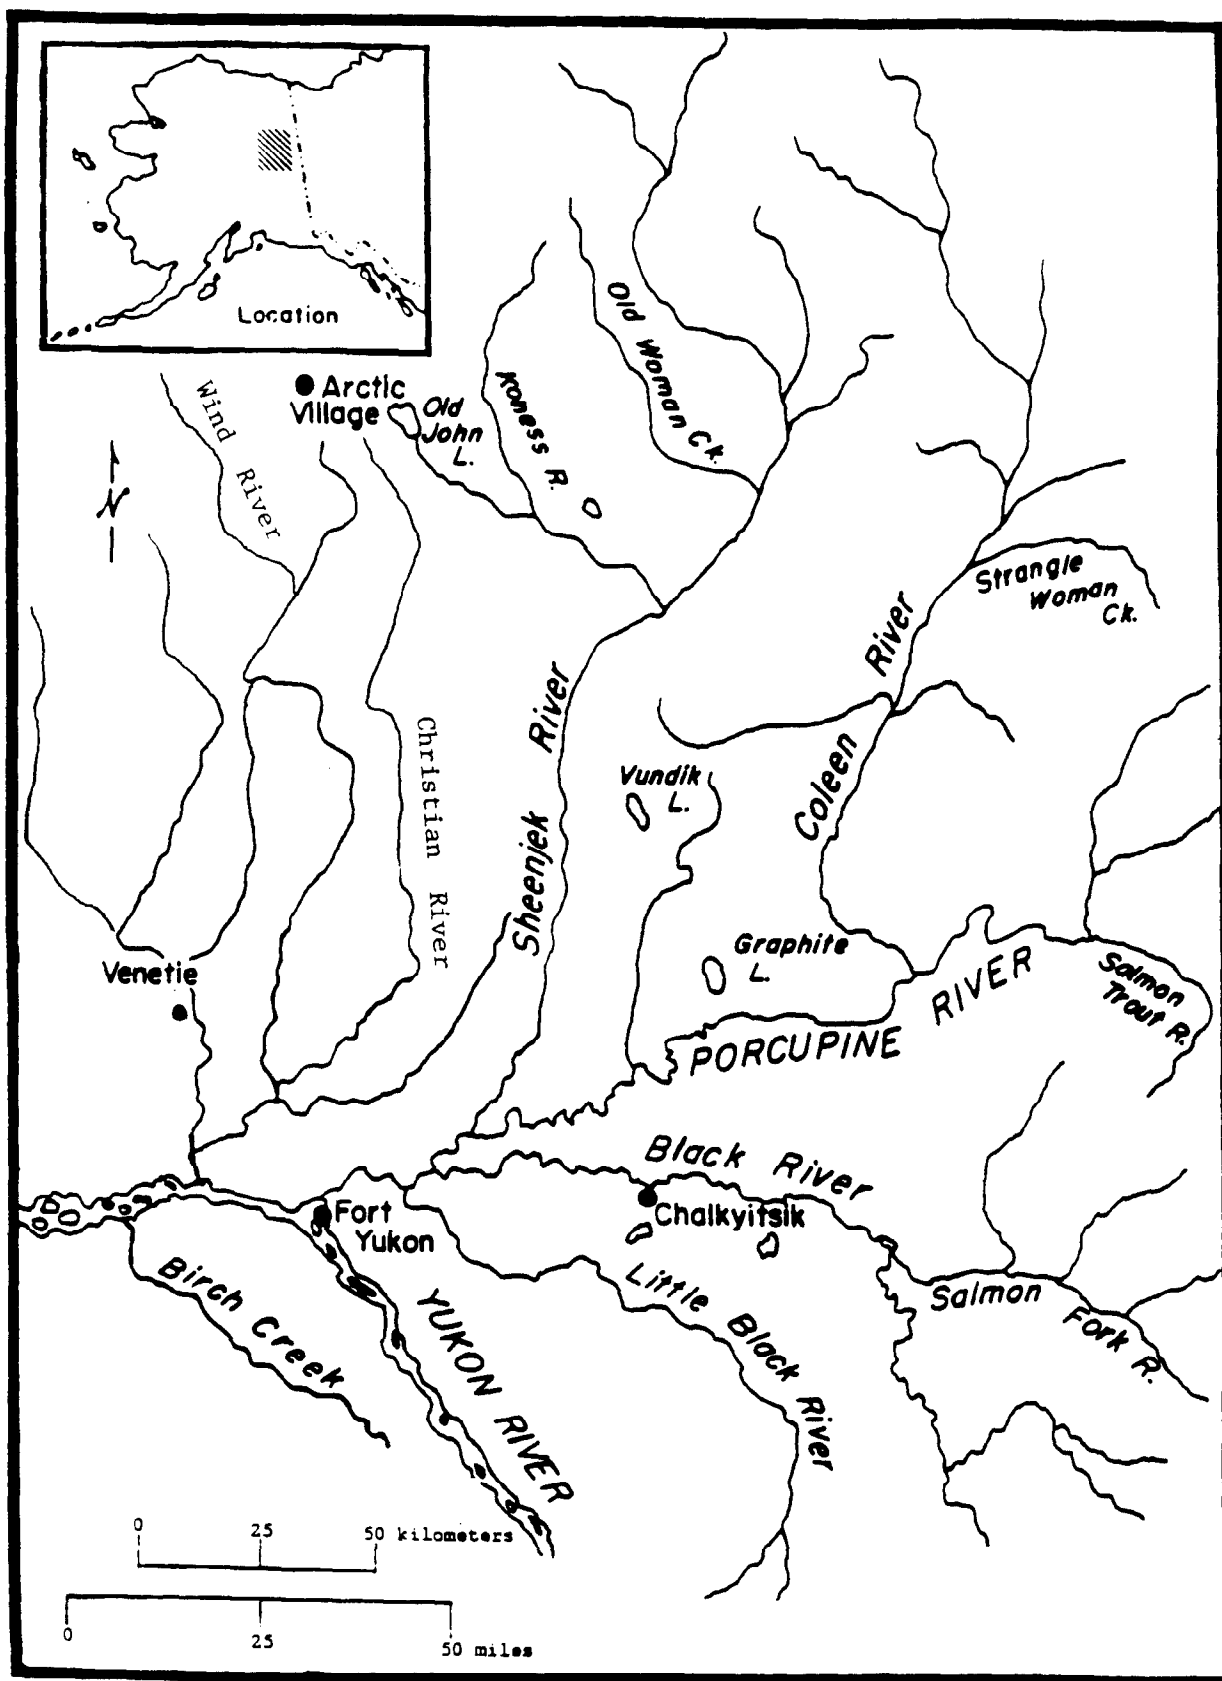 Location
Arctic
Village
Old
John
L.
Wind River
Koness R.
Old Woman Ck.
N
Strangle
Woman
Ck.
Christian River
Sheenjek River
Coleen River
Vundik
L.
Graphite
L.
Venetie
PORCUPINE RIVER
Salmon
Trout R.
Black River
Chalkyitsik
Fort
Yukon
Birch Creek
YUKON RIVER
Little Black River
Salmon Fork R.
0 25 50 kilometers
0 25 50 miles